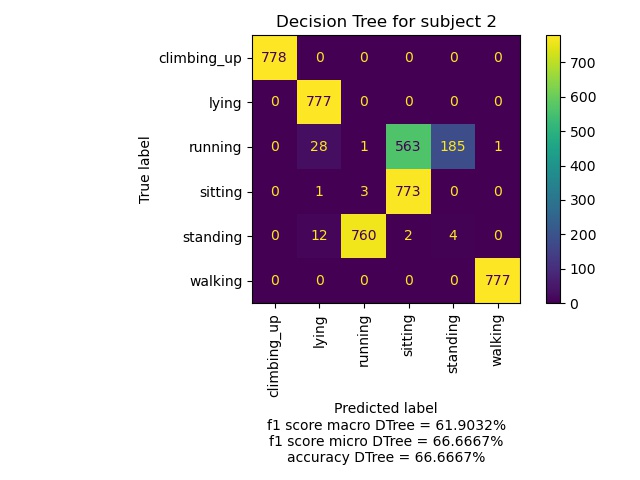 Decision Tree for subject 2
climbing_up 778 0 0 0 0 0
lying 0 777 0 0 0 0
running 0 28 1 563 185 1
sitting 0 1 3 773 0 0
standing 0 12 760 2 4 0
walking 0 0 0 0 0 777
True label
climbing_up lying running sitting standing walking
Predicted label
f1 score macro DTree = 61.9032%
f1 score micro DTree = 66.6667%
accuracy DTree = 66.6667%
700
600
500
400
300
200
100
0